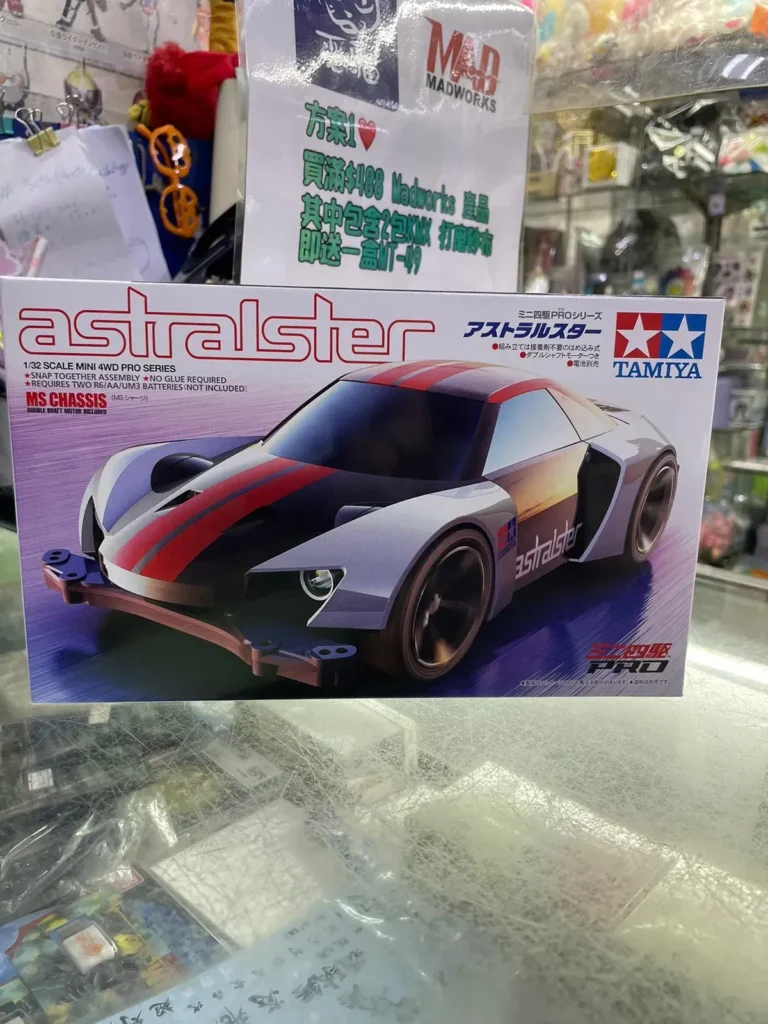 MAD
MADWORKS
方案1❤
買滿$488 Madworks 產品
其中包含2包KMX 打磨砂布
即送一盒MT-49
astralster
1/32 SCALE MINI 4WD PRO SERIES
★SNAP TOGETHER ASSEMBLY ★NO GLUE REQUIRED
★REQUIRES TWO R6/AA/UM3 BATTERIES (NOT INCLUDED)
MS CHASSIS (MSシャーシ)
DOUBLE SHAFT MOTOR INCLUDED
ミニ四駆PROシリーズ
アストラルスター
●組み立ては接着剤不要のはめ込み式
●ダブルシャフトモーターつき
●電池別売
TAMIYA
astralster
ミニ四駆
PRO